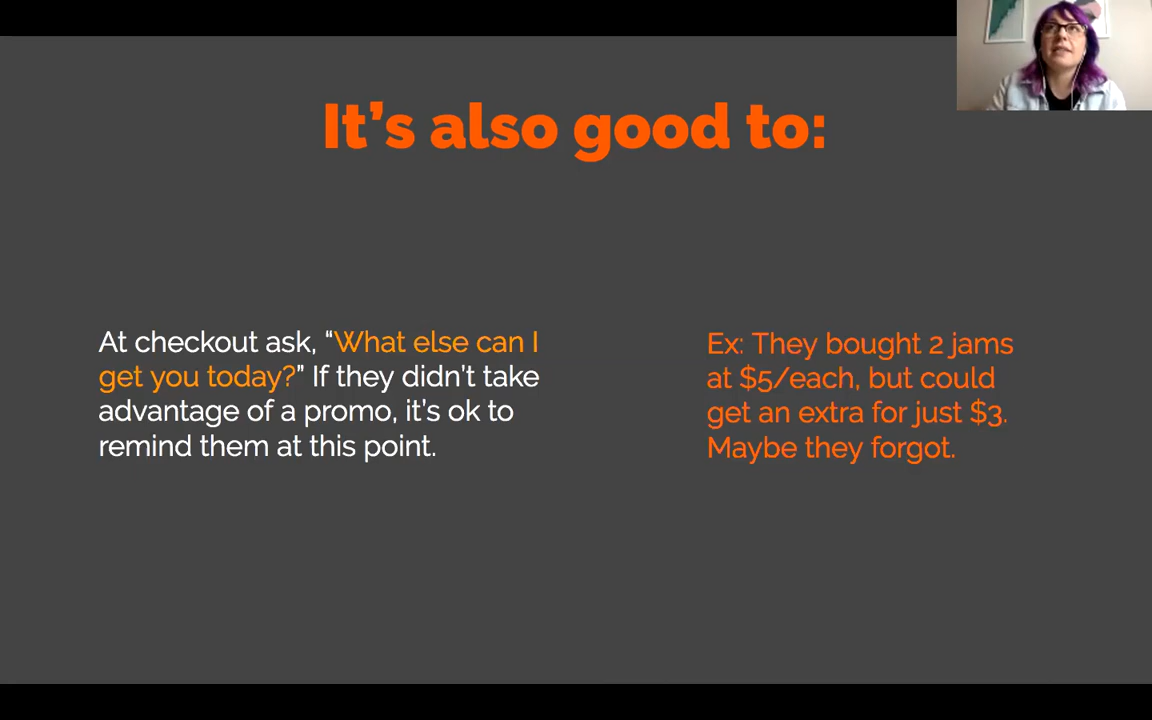 It’s also good to:
At checkout ask, “What else can I
get you today?” If they didn’t take
advantage of a promo, it’s ok to
remind them at this point.
Ex: They bought 2 jams
at $5/each, but could
get an extra for just $3.
Maybe they forgot.